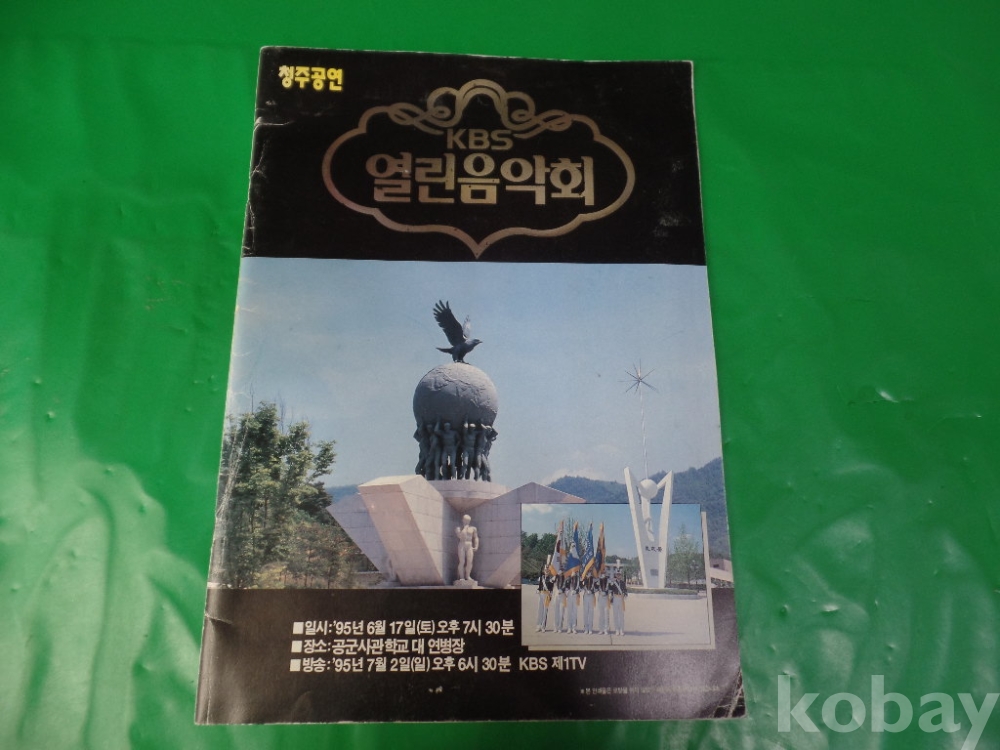 청주공연
KBS
열린음악회
■일시:'95년 6월 17일(토) 오후 7시 30분
■장소:공군사관학교 대 연병장
■방송:'95년 7월 2일(일) 오후 6시 30분 KBS 제1TV
kobay